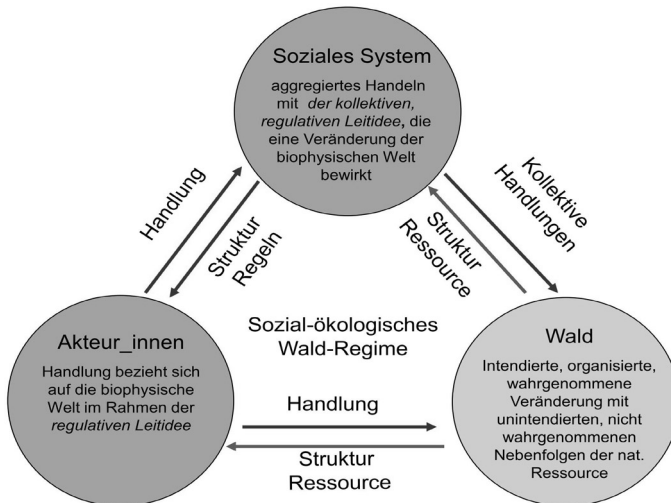 Soziales System
aggregiertes Handeln
mit der kollektiven,
regulativen Leitidee, die
eine Veränderung der
biophysischen Welt
bewirkt
Handlung
Struktur
Regeln
Kollektive
Handlungen
Struktur
Ressource
Sozial-ökologisches
Wald-Regime
Akteur_innen
Handlung bezieht sich
auf die biophysische
Welt im Rahmen der
regulativen Leitidee
Wald
Intendierte, organisierte,
wahrgenommene
Veränderung mit
unintendierten, nicht
wahrgenommenen
Nebenfolgen der nat.
Ressource
Handlung
Struktur
Ressource